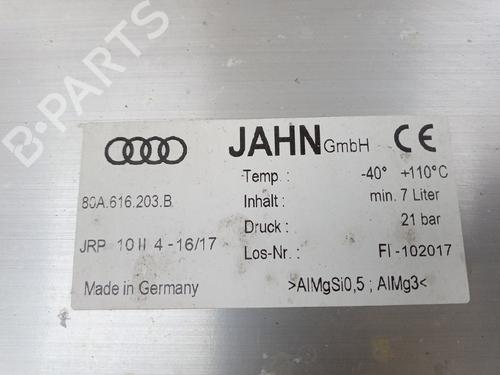 B-PARTS
JAHN GmbH CE
Temp.: -40° +110°C
80A.616.203.B
Inhalt: min. 7 Liter
Druck: 21 bar
JRP 10 II 4 -16/17
Los-Nr.: FI-102017
Made in Germany
>AlMgSi0,5 ; AlMg3<